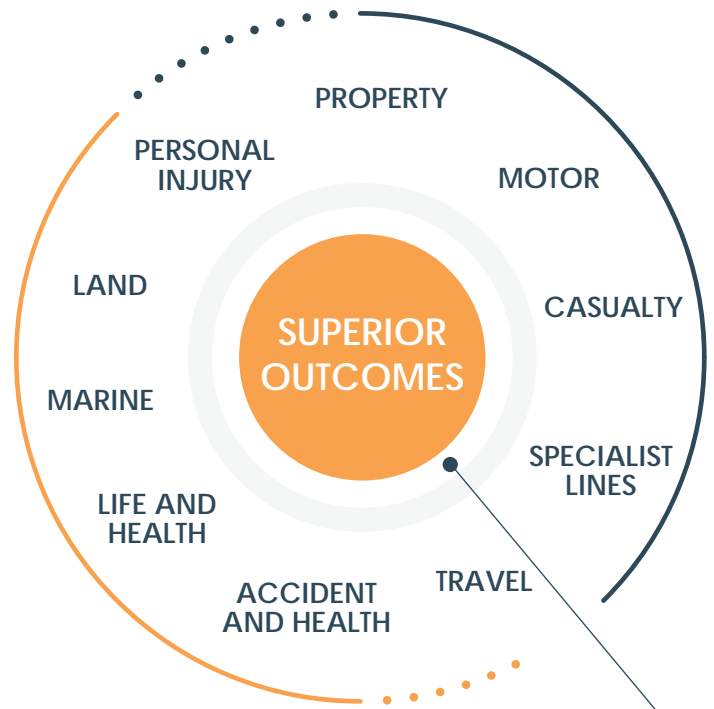 PROPERTY
MOTOR
CASUALTY
SPECIALIST
LINES
TRAVEL
ACCIDENT
AND HEALTH
LIFE AND
HEALTH
MARINE
LAND
PERSONAL
INJURY
SUPERIOR
OUTCOMES